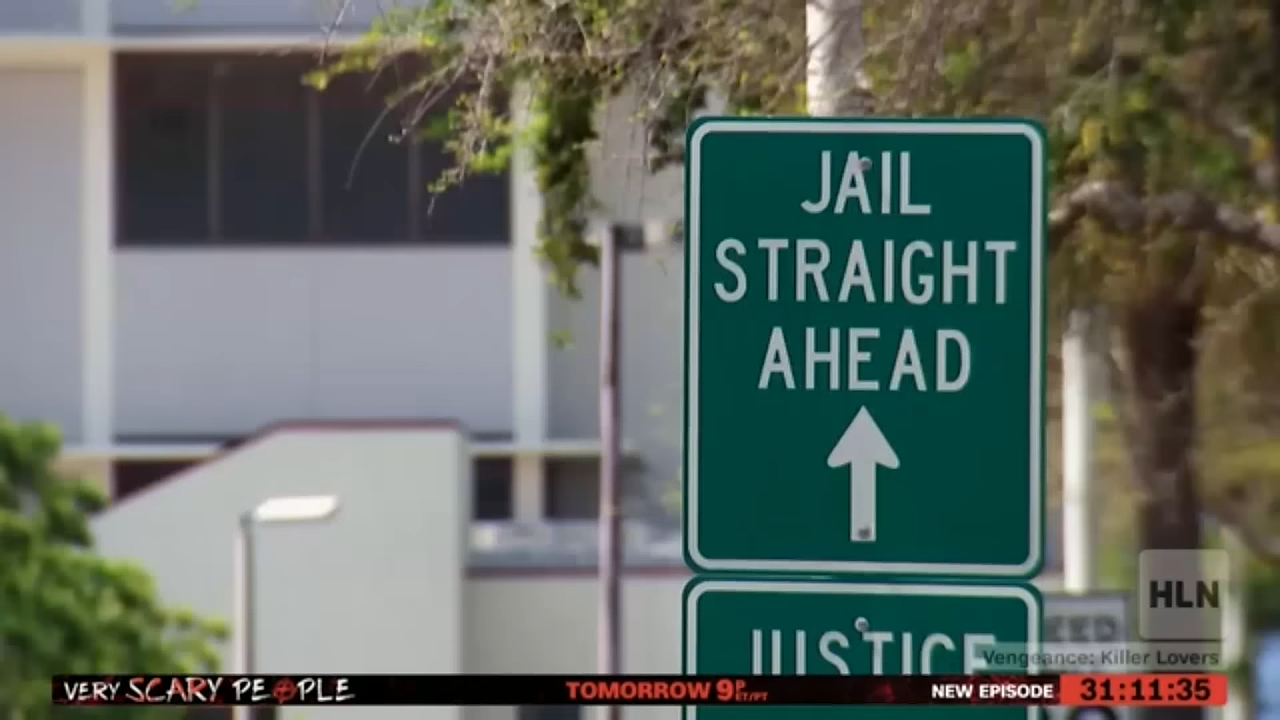 JAIL
STRAIGHT
AHEAD
JUSTICE
HLN
Vengeance: Killer Lovers
VERY SCARY PEOPLE
TOMORROW 9P ET/PT
NEW EPISODE 31:11:35